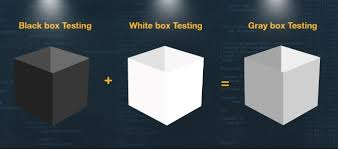 Black box Testing
White box Testing
Gray box Testing
+
=